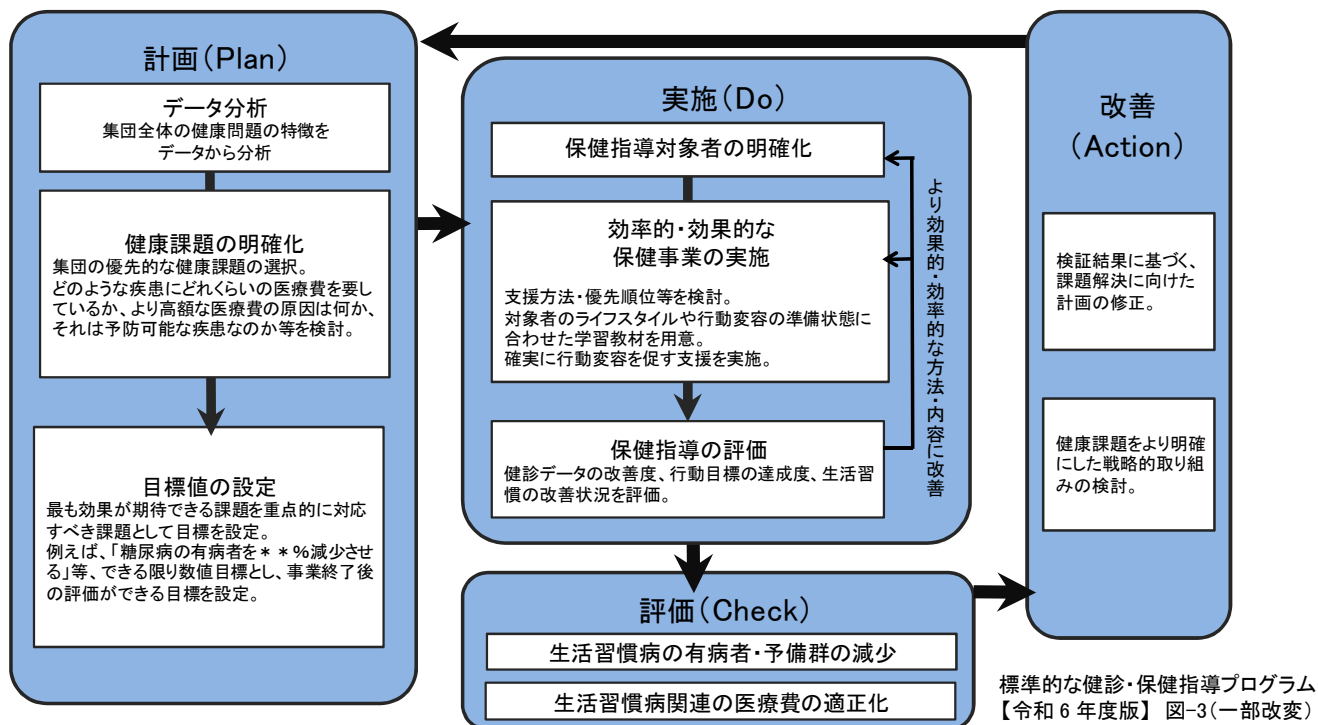 計画(Plan)
データ分析
集団全体の健康問題の特徴を
データから分析
健康課題の明確化
集団の優先的な健康課題の選択。
どのような疾患にどれくらいの医療費を要し
ているか、より高額な医療費の原因は何か、
それは予防可能な疾患なのか等を検討。
目標値の設定
最も効果が期待できる課題を重点的に対応
すべき課題として目標を設定。
例えば、「糖尿病の有病者を＊＊％減少させ
る」等、できる限り数値目標とし、事業終了後
の評価ができる目標を設定。
実施(Do)
保健指導対象者の明確化
効率的・効果的な
保健事業の実施
支援方法・優先順位等を検討。
対象者のライフスタイルや行動変容の準備状態に
合わせた学習教材を用意。
確実に行動変容を促す支援を実施。
保健指導の評価
健診データの改善度、行動目標の達成度、生活習
慣の改善状況を評価。
より効果的・効率的な方法・内容に改善
評価(Check)
生活習慣病の有病者・予備群の減少
生活習慣病関連の医療費の適正化
改善
(Action)
検証結果に基づく、
課題解決に向けた
計画の修正。
健康課題をより明確
にした戦略的取り組
みの検討。
標準的な健診・保健指導プログラム
【令和 6 年度版】 図-3(一部改変)